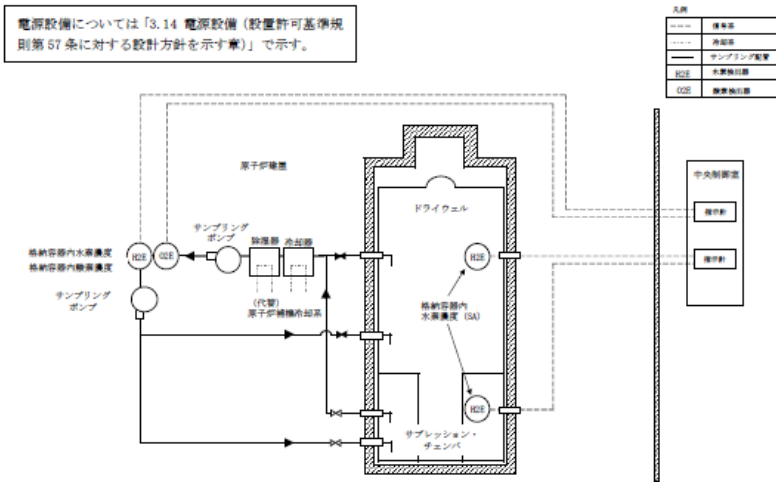 電源設備については「3.14 電源設備（設置許可基準規
則第57条に対する設計方針を示す章）」で示す。
凡例
信号系
冷却系
サンプリング配管
H2E 水素検出器
O2E 酸素検出器
原子炉建屋
中央制御室
ドライウェル
指示計
サンプリング
ポンプ
除湿器
冷却器
格納容器内水素濃度
格納容器内酸素濃度
H2E
O2E
H2E
指示計
サンプリング
ポンプ
（代替）
原子炉補機冷却系
格納容器内
水素濃度（SA）
H2E
サプレッション・
チェンバ